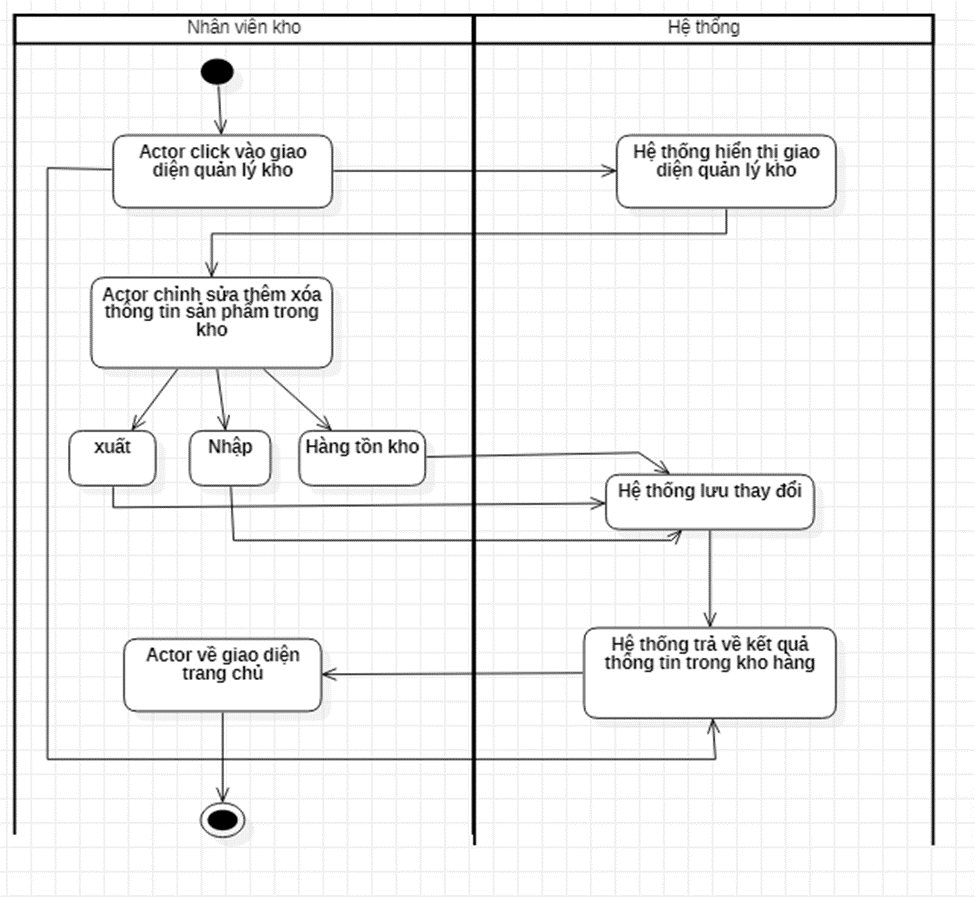 Nhân viên kho
Hệ thống
Actor click vào giao
diện quản lý kho
Hệ thống hiển thị giao
diện quản lý kho
Actor chỉnh sửa thêm xóa
thông tin sản phẩm trong
kho
xuất
Nhập
Hàng tồn kho
Hệ thống lưu thay đổi
Actor về giao diện
trang chủ
Hệ thống trả về kết quả
thông tin trong kho hàng